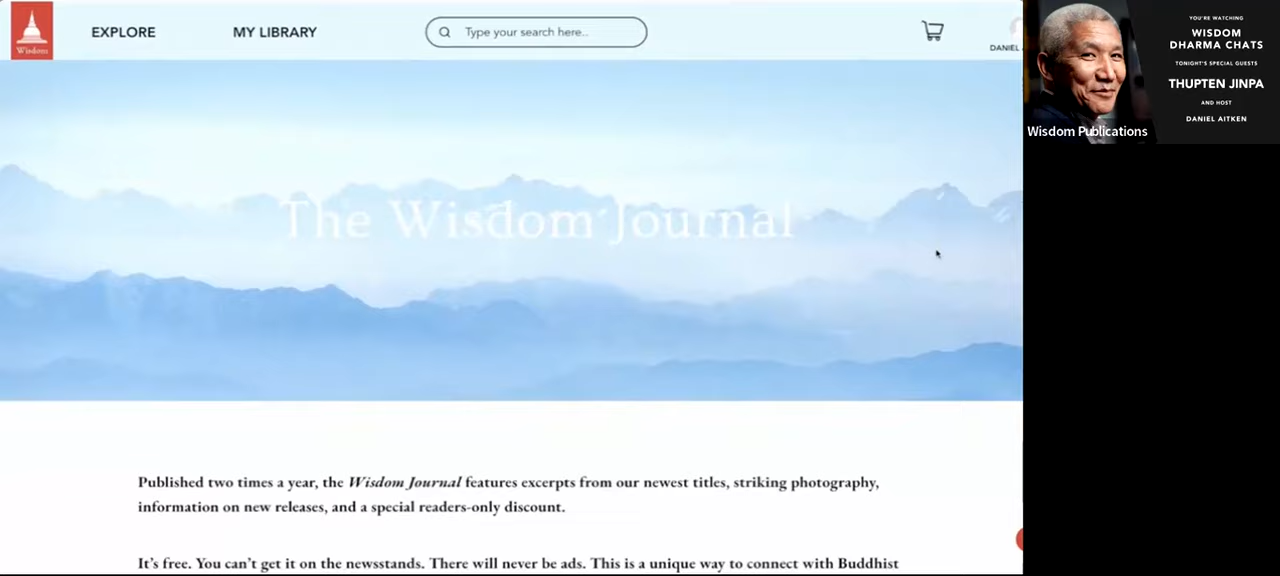 Wisdom
EXPLORE
MY LIBRARY
Type your search here..
DANIEL
The Wisdom Journal
Published two times a year, the Wisdom Journal features excerpts from our newest titles, striking photography,
information on new releases, and a special readers-only discount.
It's free. You can't get it on the newsstands. There will never be ads. This is a unique way to connect with Buddhist
YOU'RE WATCHING
WISDOM
DHARMA CHATS
TONIGHT'S SPECIAL GUESTS
THUPTEN JINPA
AND HOST
DANIEL AITKEN
Wisdom Publications